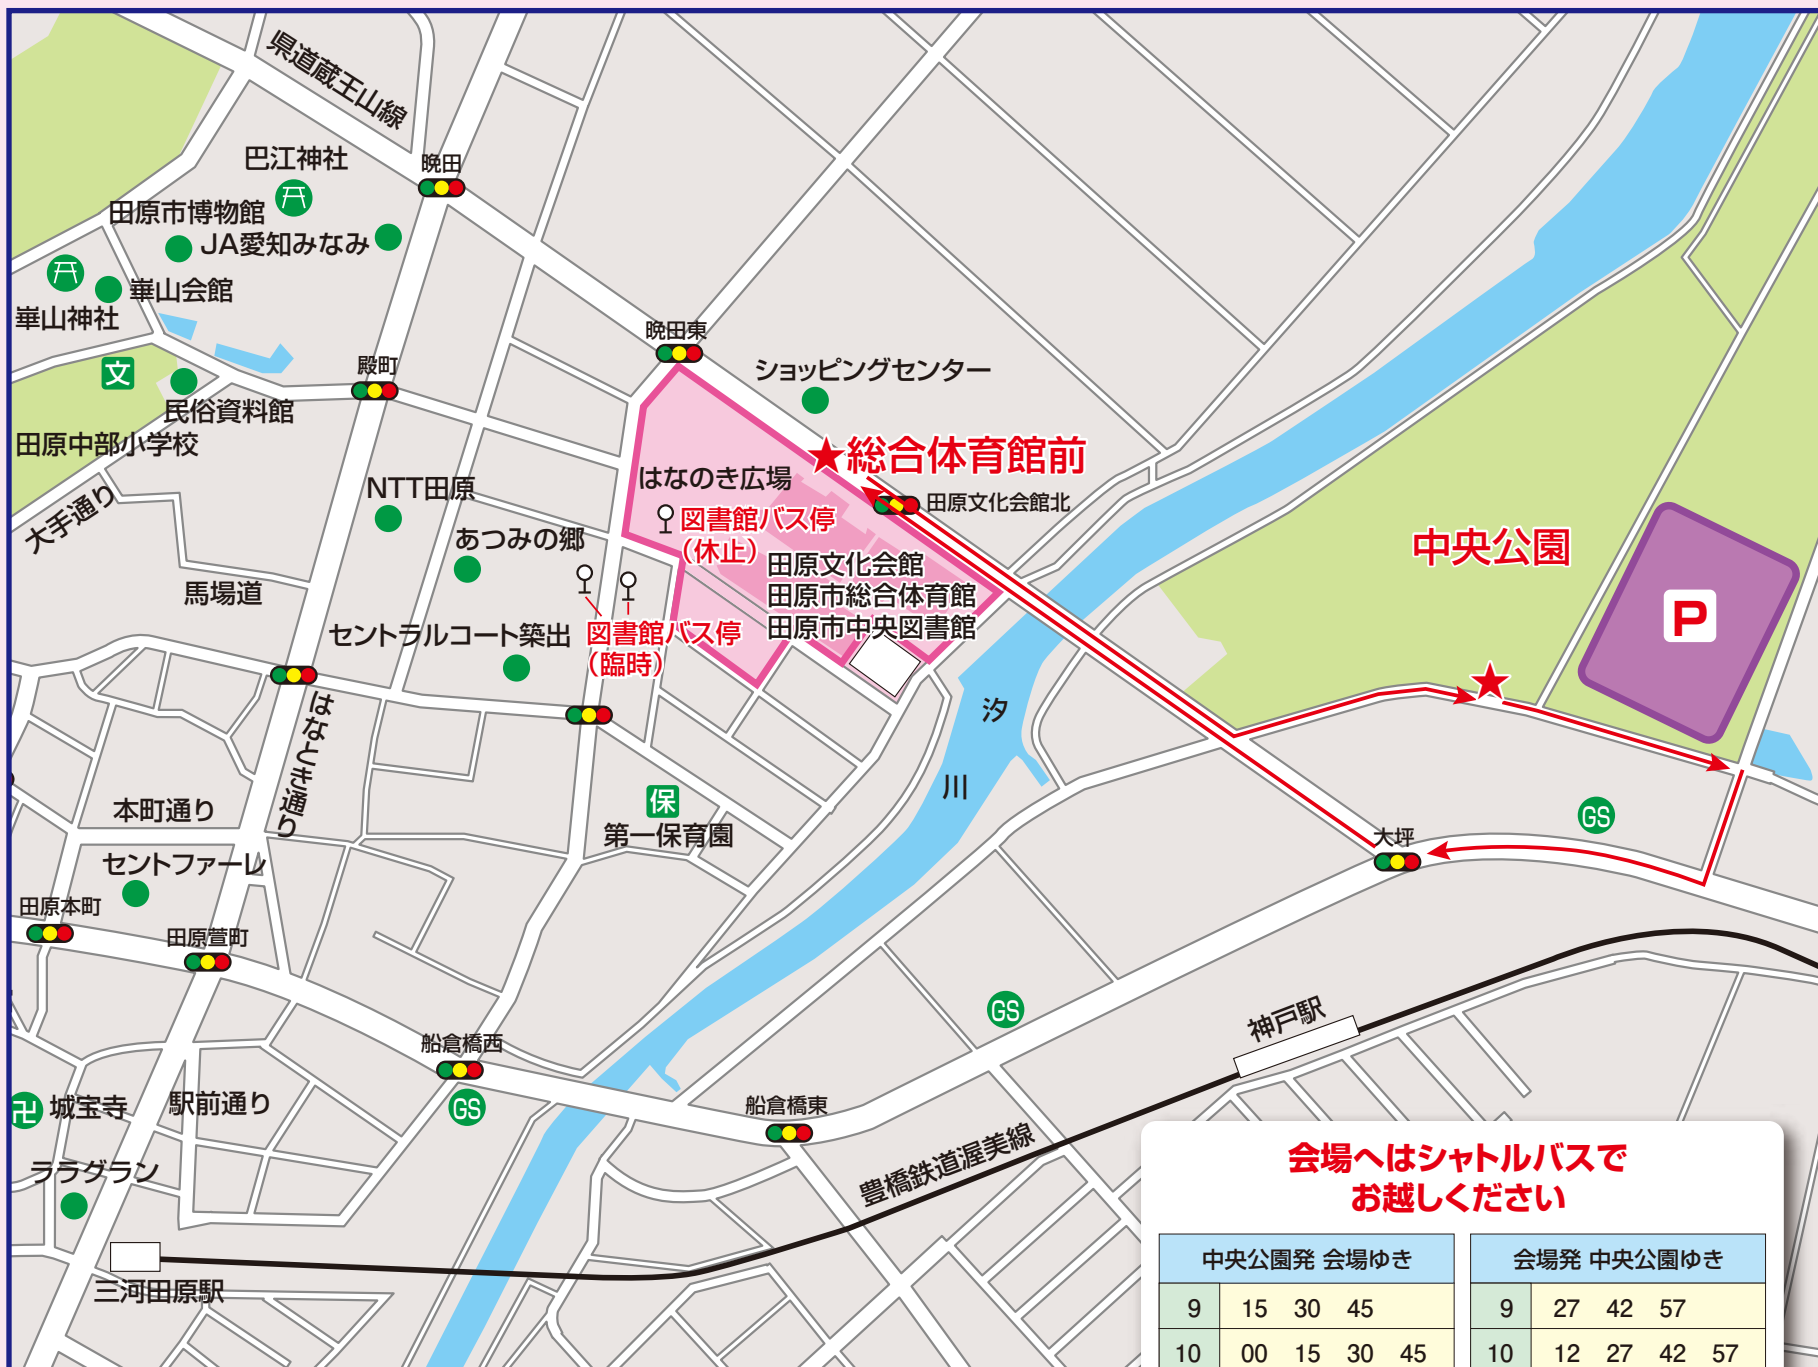 県道蔵王山線
巴江神社
晩田
田原市博物館
JA愛知みなみ
崋山会館
崋山神社
文
殿町
民俗資料館
田原中部小学校
晩田東
ショッピングセンター
★総合体育館前
はなのき広場
田原文化会館北
図書館バス停
（休止）
大手通り
NTT田原
あつみの郷
田原文化会館
田原市総合体育館
田原市中央図書館
中央公園
P
馬場道
セントラルコート築出
図書館バス停
（臨時）
★
はなとき通り
汐川
保
第一保育園
本町通り
セントファーレ
GS
大坪
田原本町
田原萱町
GS
神戸駅
船倉橋西
GS
船倉橋東
卍
城宝寺
駅前通り
豊橋鉄道渥美線
ララグラン
三河田原駅
会場へはシャトルバスで
お越しください
中央公園発 会場ゆき
9 15 30 45
10 00 15 30 45
会場発 中央公園ゆき
9 27 42 57
10 12 27 42 57